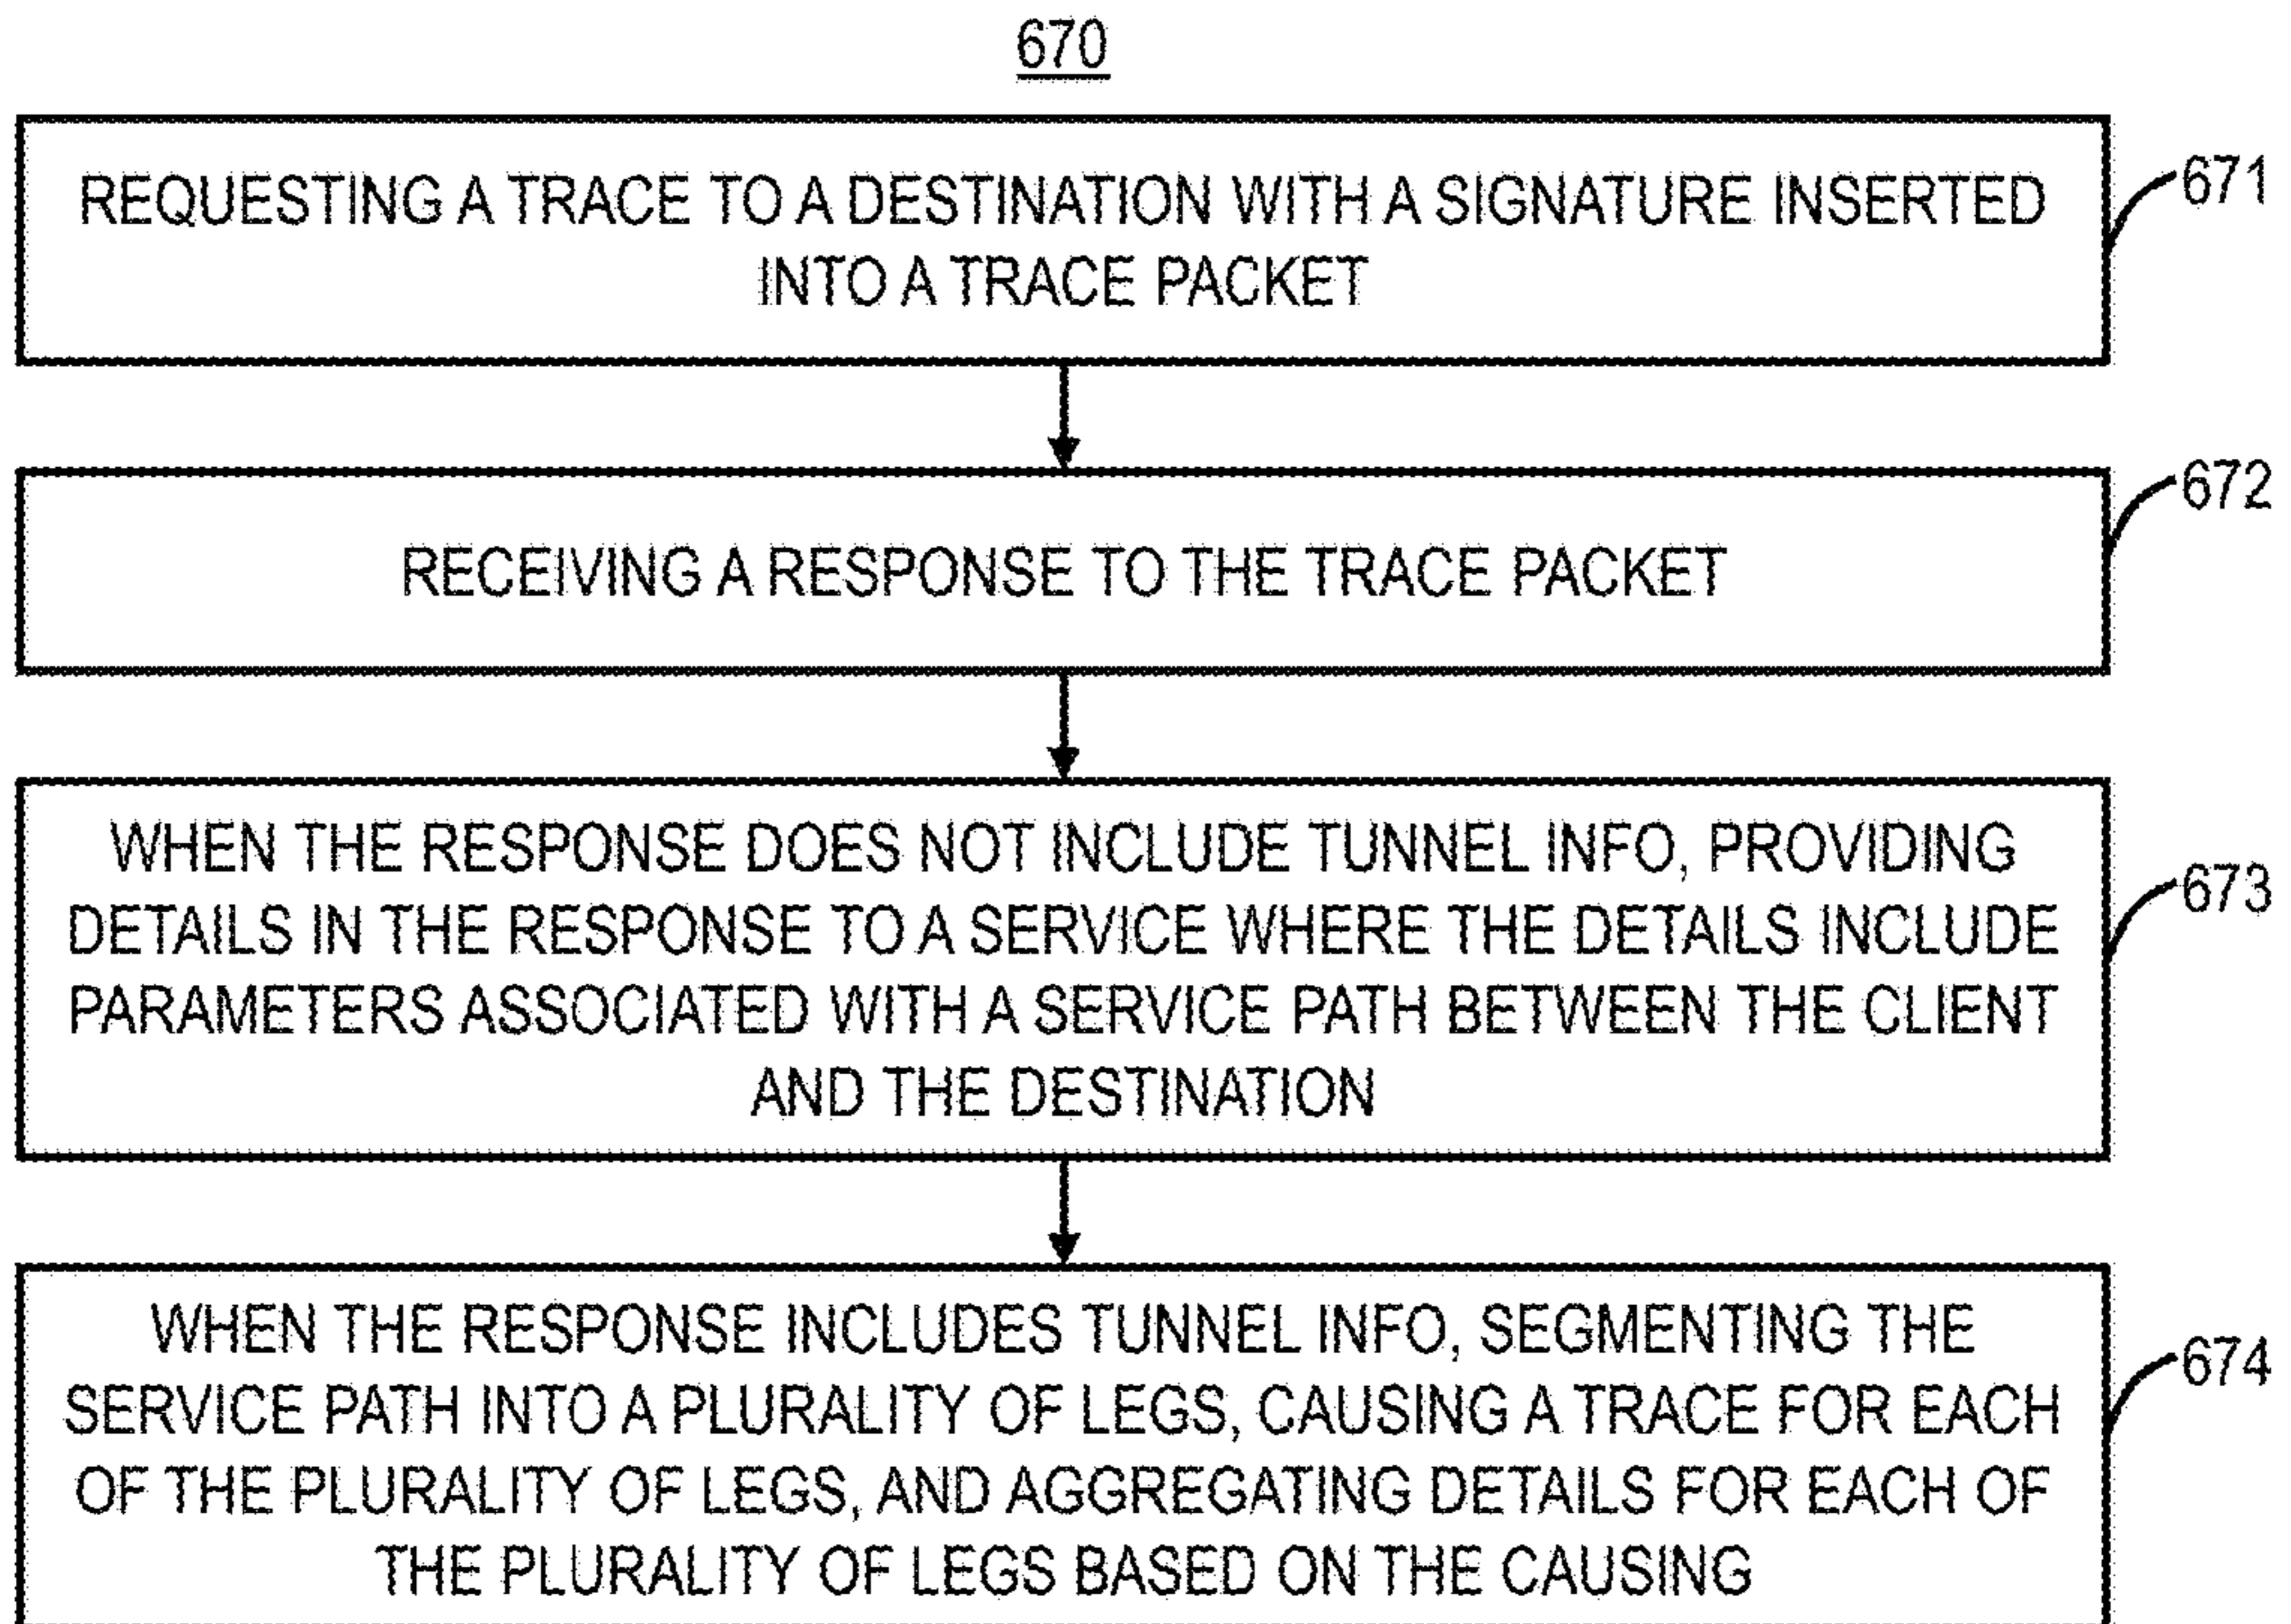 670
REQUESTING A TRACE TO A DESTINATION WITH A SIGNATURE INSERTED
INTO A TRACE PACKET
671
RECEIVING A RESPONSE TO THE TRACE PACKET
672
WHEN THE RESPONSE DOES NOT INCLUDE TUNNEL INFO, PROVIDING
DETAILS IN THE RESPONSE TO A SERVICE WHERE THE DETAILS INCLUDE
PARAMETERS ASSOCIATED WITH A SERVICE PATH BETWEEN THE CLIENT
AND THE DESTINATION
673
WHEN THE RESPONSE INCLUDES TUNNEL INFO, SEGMENTING THE
SERVICE PATH INTO A PLURALITY OF LEGS, CAUSING A TRACE FOR EACH
OF THE PLURALITY OF LEGS, AND AGGREGATING DETAILS FOR EACH OF
THE PLURALITY OF LEGS BASED ON THE CAUSING
674